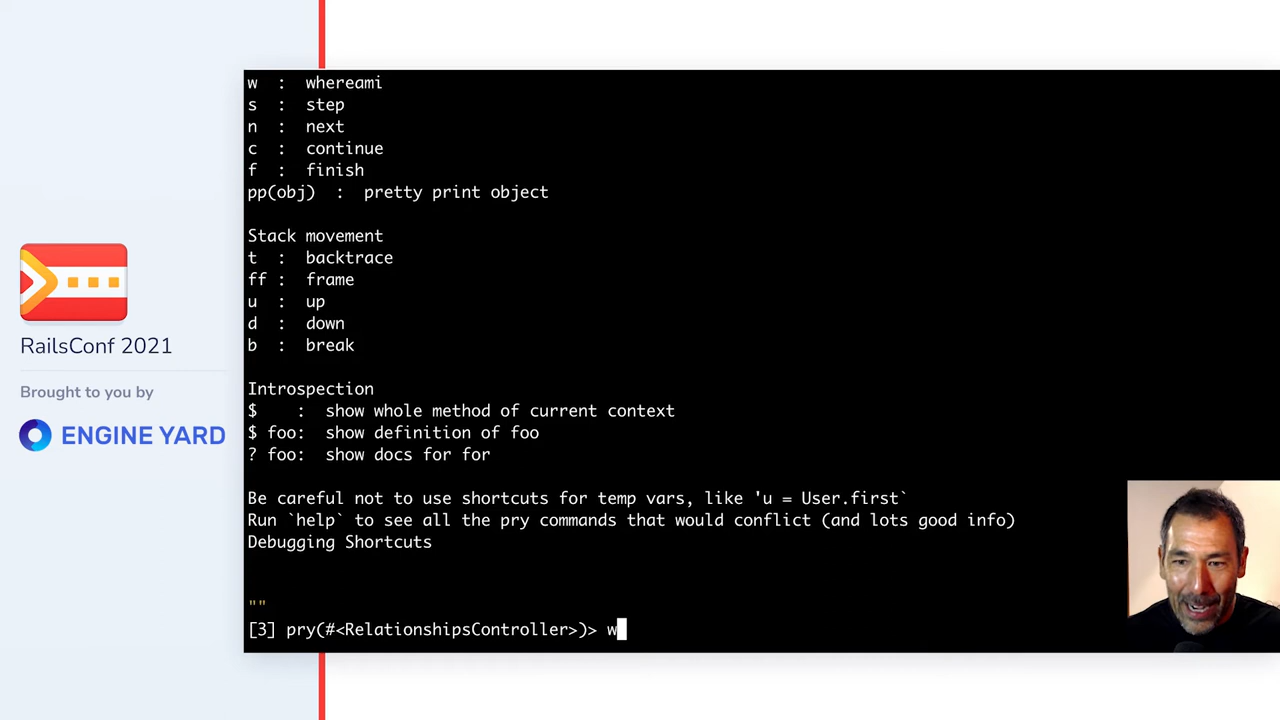 w  :  whereami
s  :  step
n  :  next
c  :  continue
f  :  finish
pp(obj)  :  pretty print object
Stack movement
t  :  backtrace
ff :  frame
u  :  up
d  :  down
b  :  break
Introspection
$    :  show whole method of current context
$ foo:  show definition of foo
? foo:  show docs for for
Be careful not to use shortcuts for temp vars, like 'u = User.first`
Run `help` to see all the pry commands that would conflict (and lots good info)
Debugging Shortcuts
""
[3] pry(#<RelationshipsController>)> w
RailsConf 2021
Brought to you by
ENGINE YARD